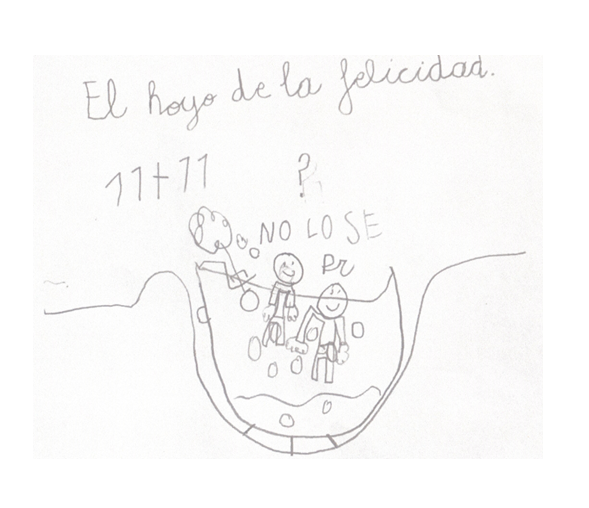 El hoyo de la felicidad.
11+11 ?
NO LO SE